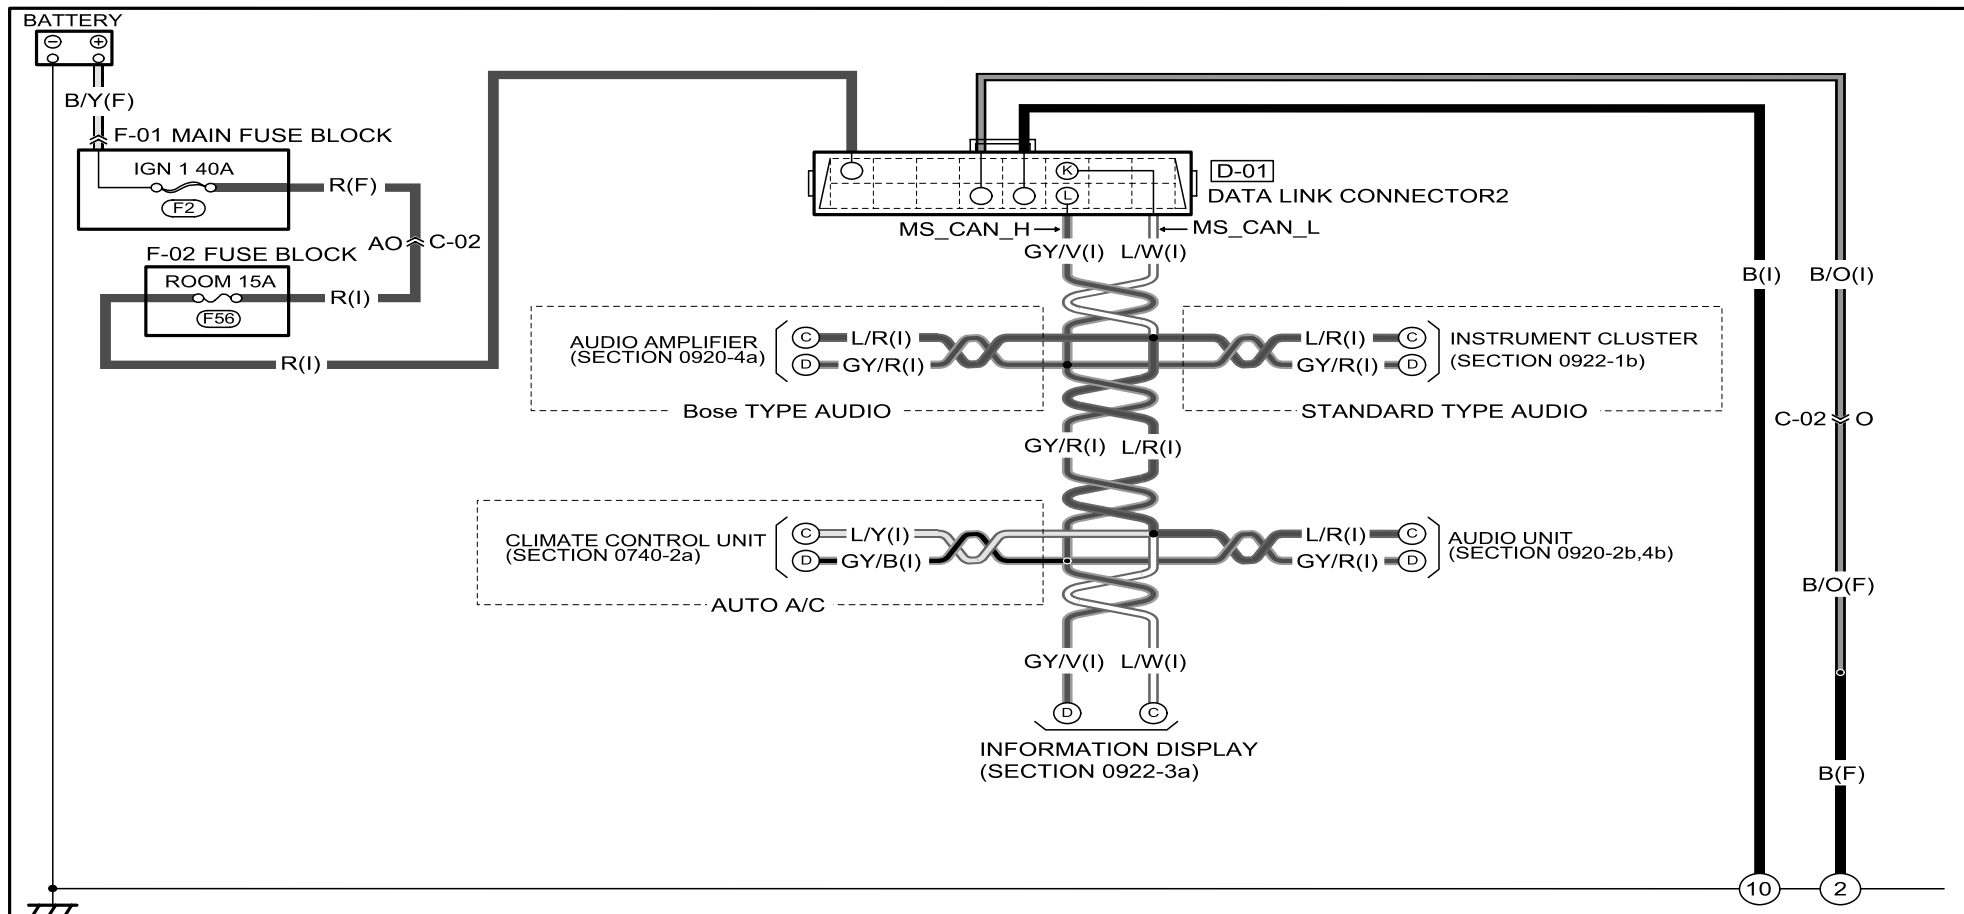 BATTERY
− +
B/Y(F)
F-01 MAIN FUSE BLOCK
IGN 1 40A
F2
R(F)
AO C-02
F-02 FUSE BLOCK
ROOM 15A
F56
R(I)
R(I)
K
L
D-01
DATA LINK CONNECTOR2
MS_CAN_H
MS_CAN_L
GY/V(I) L/W(I)
B(I) B/O(I)
AUDIO AMPLIFIER
(SECTION 0920-4a)
C L/R(I)
D GY/R(I)
Bose TYPE AUDIO
L/R(I) C
GY/R(I) D
INSTRUMENT CLUSTER
(SECTION 0922-1b)
STANDARD TYPE AUDIO
C-02 O
GY/R(I) L/R(I)
CLIMATE CONTROL UNIT
(SECTION 0740-2a)
C L/Y(I)
D GY/B(I)
AUTO A/C
L/R(I) C
GY/R(I) D
AUDIO UNIT
(SECTION 0920-2b,4b)
B/O(F)
GY/V(I) L/W(I)
D C
INFORMATION DISPLAY
(SECTION 0922-3a)
B(F)
10 2